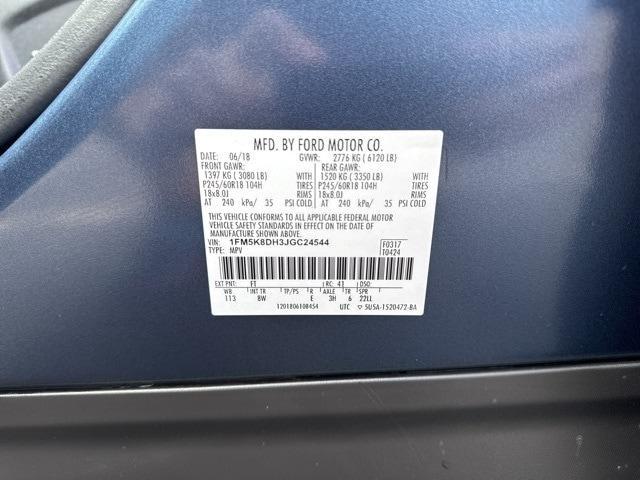 MFD. BY FORD MOTOR CO.
DATE: 06/18 GVWR: 2776 KG ( 6120 LB)
FRONT GAWR: REAR GAWR:
1397 KG ( 3080 LB) WITH 1520 KG ( 3350 LB) WITH
P245/60R18 104H TIRES P245/60R18 104H TIRES
18x8.0J RIMS 18x8.0J RIMS
AT 240 kPa/ 35 PSI COLD AT 240 kPa/ 35 PSI COLD
THIS VEHICLE CONFORMS TO ALL APPLICABLE FEDERAL MOTOR
VEHICLE SAFETY STANDARDS IN EFFECT ON THE DATE OF
MANUFACTURE SHOWN ABOVE.
VIN: 1FM5K8DH3JGC24544 F0317
TYPE: MPV T0424
EXT PNT: FT RC: 41 DSO:
WB INT TR TP/PS R AXLE TR SPR
113 8W E 3H 6 22LL
1201806108454 UTC ▽ 5U5A-1520472-BA